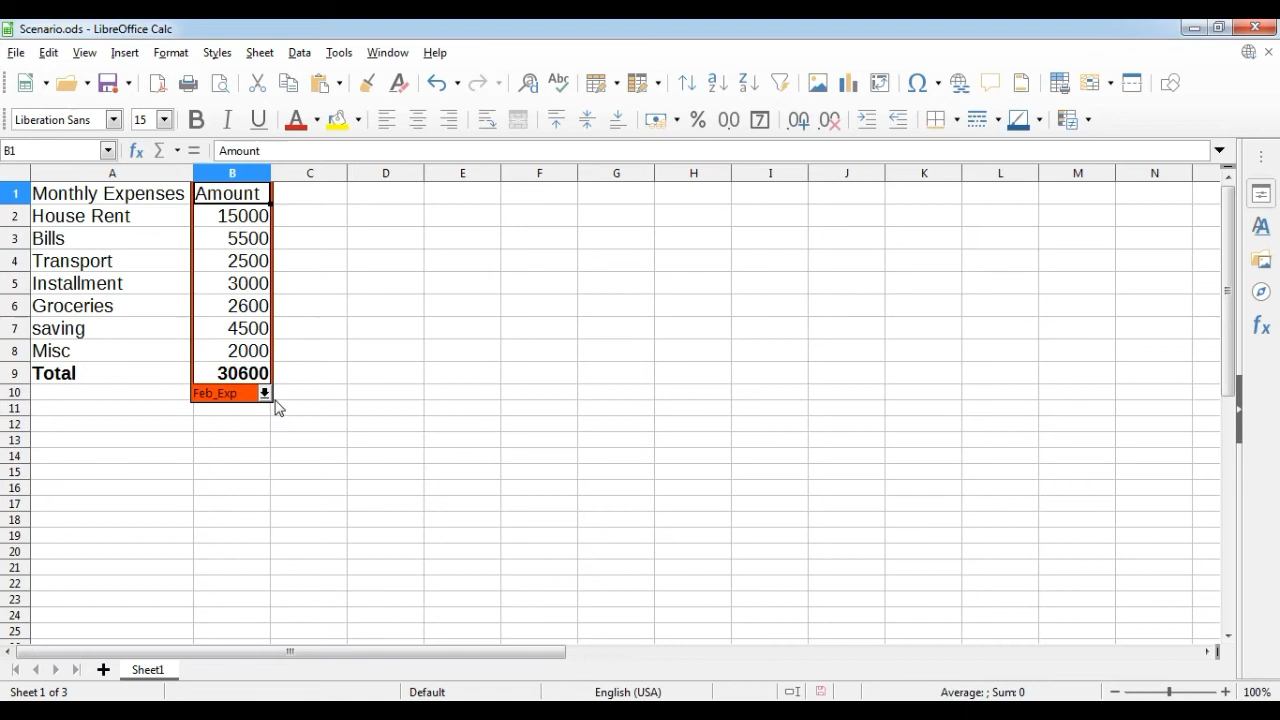 Scenario.ods - LibreOffice Calc
File Edit View Insert Format Styles Sheet Data Tools Window Help
Liberation Sans 15
B1 Amount
A B C D E F G H I J K L M N
1 Monthly Expenses Amount
2 House Rent 15000
3 Bills 5500
4 Transport 2500
5 Installment 3000
6 Groceries 2600
7 saving 4500
8 Misc 2000
9 Total 30600
10 Feb_Exp
11
12
13
14
15
16
17
18
19
20
21
22
23
24
25
Sheet1
Sheet 1 of 3 Default English (USA) Average: ; Sum: 0 100%